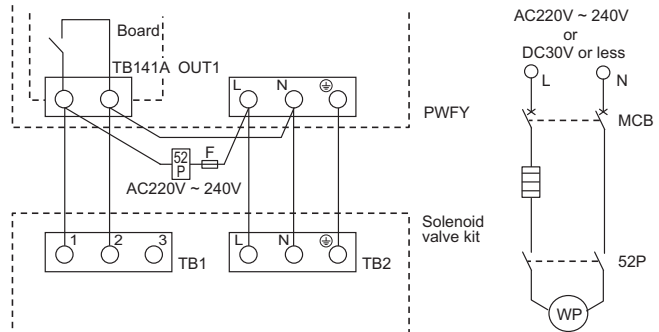 Board
TB141A OUT1
L N
PWFY
52
P
F
AC220V ~ 240V
Solenoid
valve kit
1 2 3
TB1
L N
TB2
AC220V ~ 240V
or
DC30V or less
L N
MCB
52P
WP